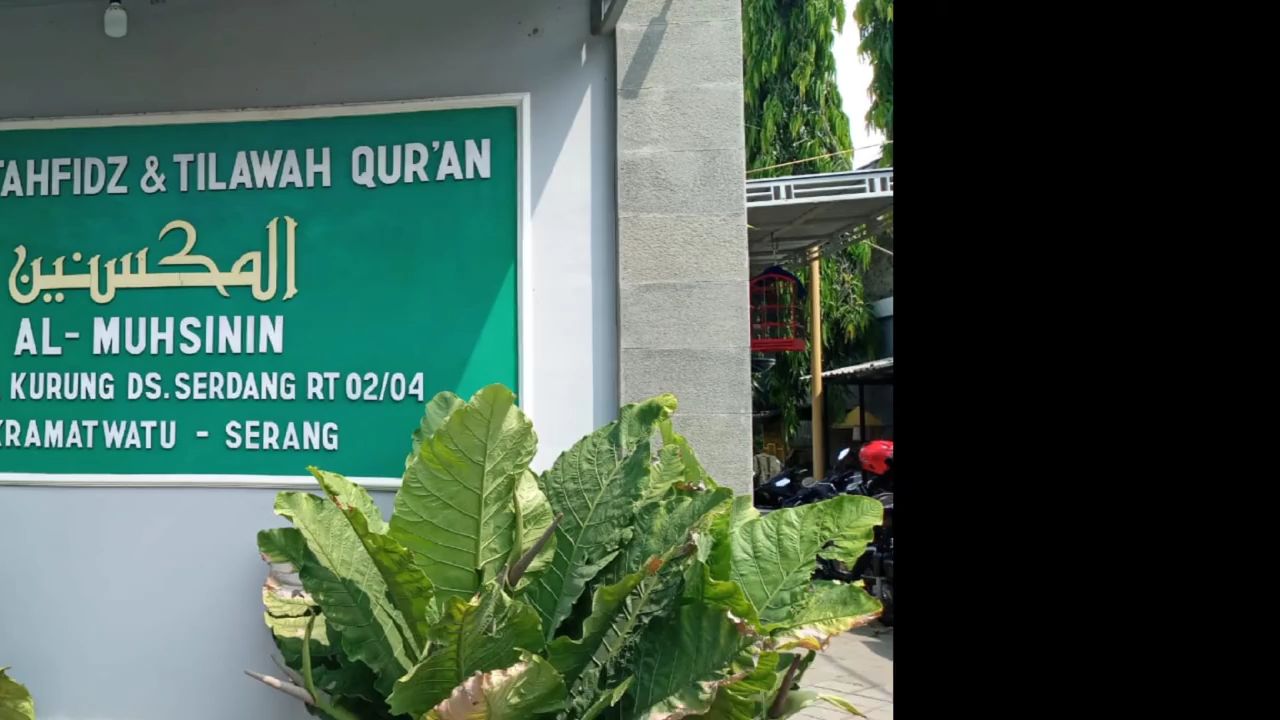 TAHFIDZ & TILAWAH QUR'AN
المحسنين
AL- MUHSININ
KURUNG DS. SERDANG RT 02/04
KRAMATWATU - SERANG